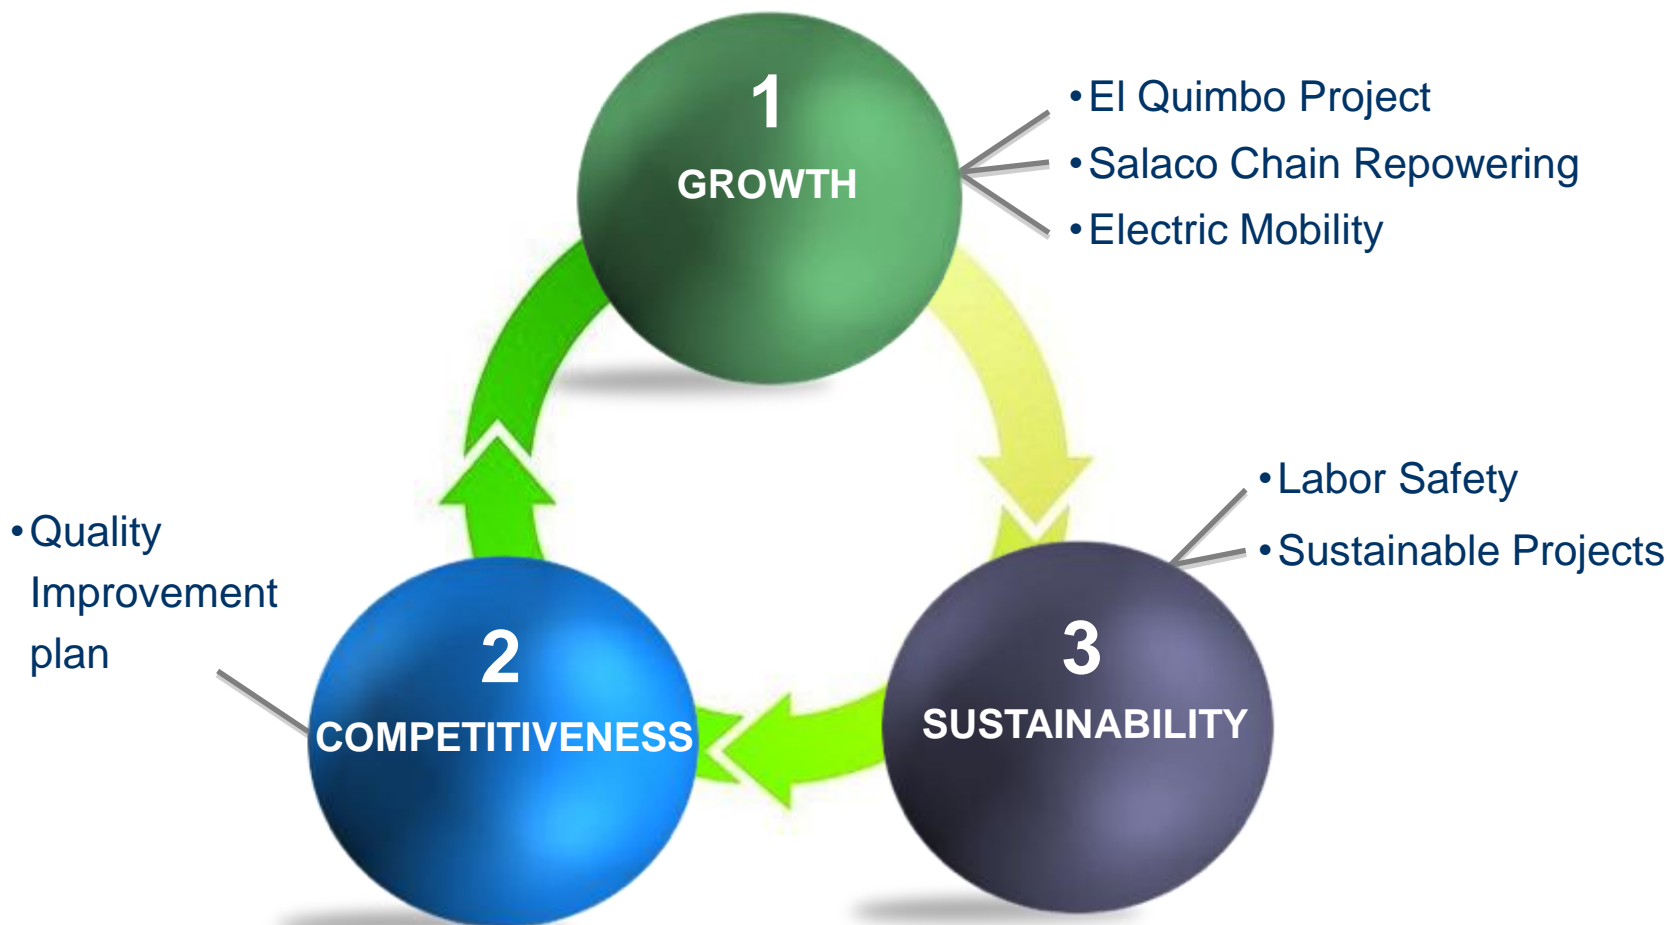 1
GROWTH
•El Quimbo Project
•Salaco Chain Repowering
•Electric Mobility
•Quality
Improvement
plan
2
COMPETITIVENESS
3
SUSTAINABILITY
•Labor Safety
•Sustainable Projects